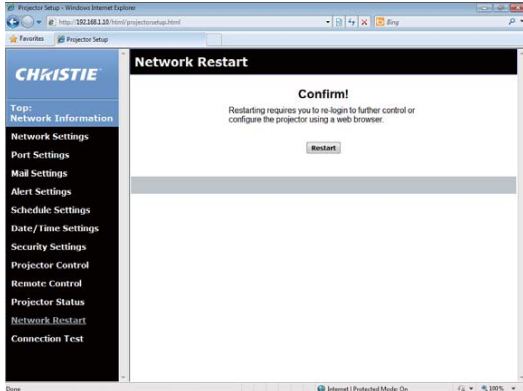 Projector Setup - Windows Internet Explorer
http://192.168.1.10/html/projectorsetup.html
Bing
Favorites
Projector Setup
CHRISTIE
Network Restart
Confirm!
Restarting requires you to re-login to further control or
configure the projector using a web browser.
Restart
Top:
Network Information
Network Settings
Port Settings
Mail Settings
Alert Settings
Schedule Settings
Date/Time Settings
Security Settings
Projector Control
Remote Control
Projector Status
Network Restart
Connection Test
Done
Internet | Protected Mode: On
100%